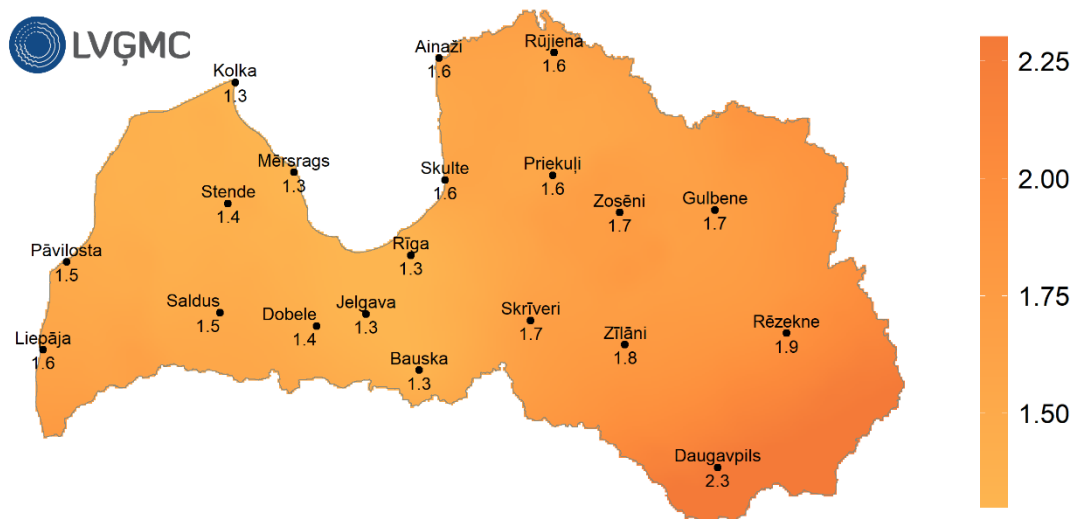 LVĢMC
Kolka
1.3
Ainaži
1.6
Rūjiena
1.6
Mērsrags
1.3
Stende
1.4
Skulte
1.6
Priekuļi
1.6
Zosēni
1.7
Gulbene
1.7
Pāvilosta
1.5
Rīga
1.3
Saldus
1.5
Dobele
1.4
Jelgava
1.3
Skrīveri
1.7
Zīlāni
1.8
Rēzekne
1.9
Liepāja
1.6
Bauska
1.3
Daugavpils
2.3
2.25
2.00
1.75
1.50